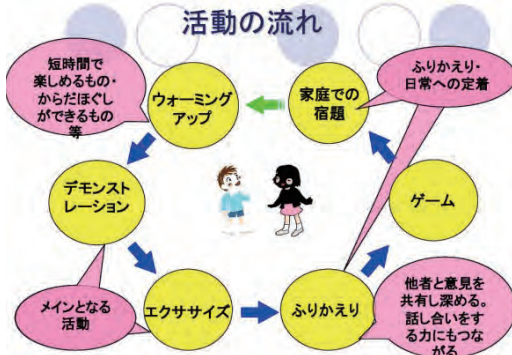 活動の流れ
短時間で
楽しめるもの・
からだほぐし
ができるもの
等
ウォーミング
アップ
デモンスト
レーション
メインとなる
活動
エクササイズ
ふりかえり
他者と意見を
共有し深める。
話し合いをす
る力にもつな
がる
ゲーム
家庭での
宿題
ふりかえり・
日常への定着